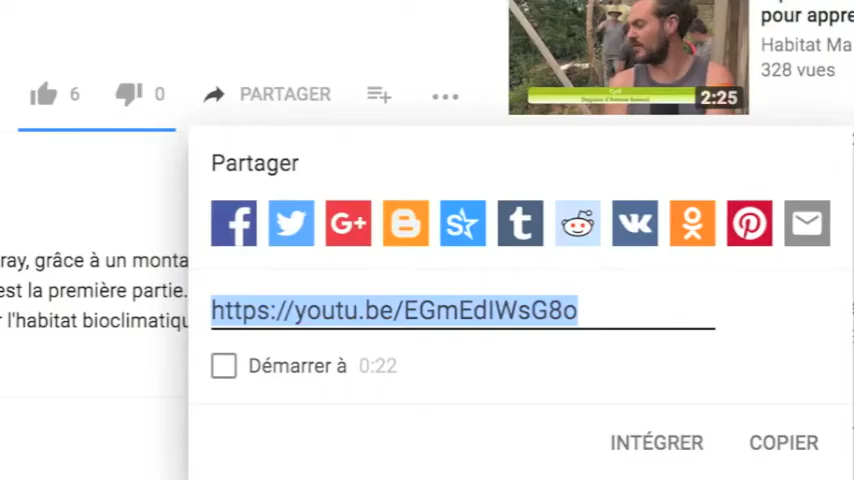 pour appre
Habitat Ma
328 vues
2:25
6
0
PARTAGER
Partager
G+
ray, grâce à un monta
est la première partie.
r l'habitat bioclimatiqu
https://youtu.be/EGmEdIWsG8o
Démarrer à 0:22
INTÉGRER
COPIER